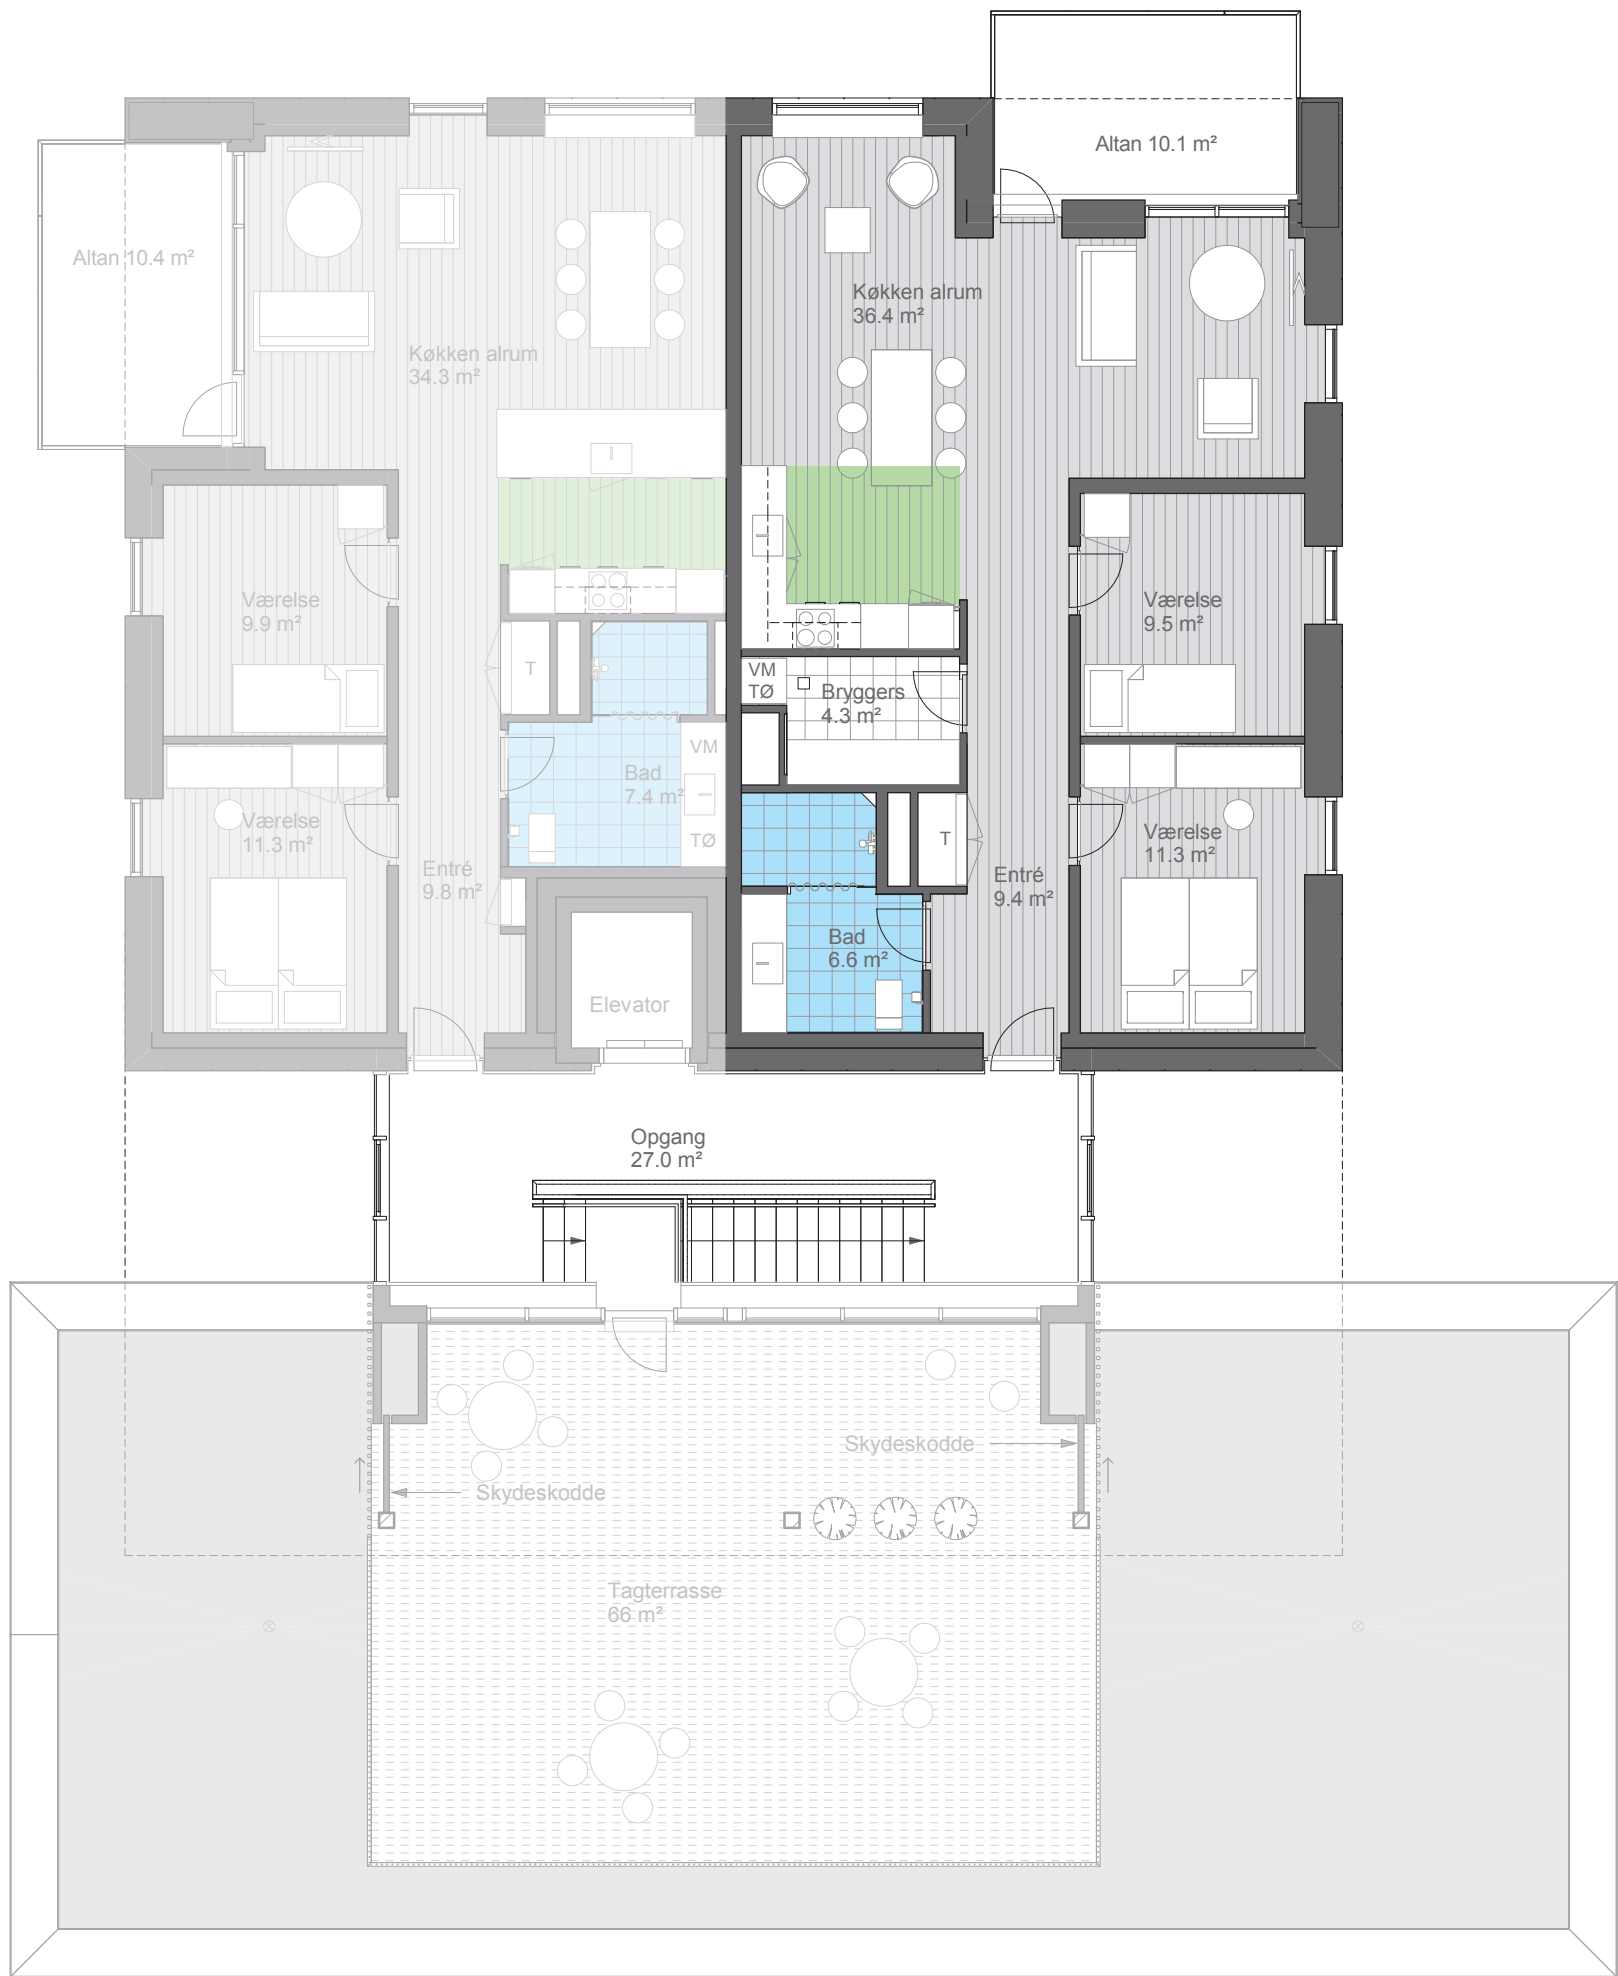 Altan 10.1 m²
Altan 10.4 m²
Køkken alrum
36.4 m²
Køkken alrum
34.3 m²
Værelse
9.9 m²
Værelse
9.5 m²
T
VM
TØ
Bryggers
4.3 m²
VM
Bad
7.4 m²
TØ
Værelse
11.3 m²
Værelse
11.3 m²
T
Entré
9.8 m²
Entré
9.4 m²
Bad
6.6 m²
Elevator
Opgang
27.0 m²
Skydeskodde
Skydeskodde
Tagterrasse
66 m²